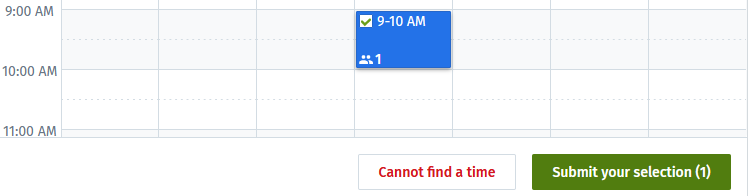 9:00 AM
9-10 AM
1
10:00 AM
11:00 AM
Cannot find a time
Submit your selection (1)